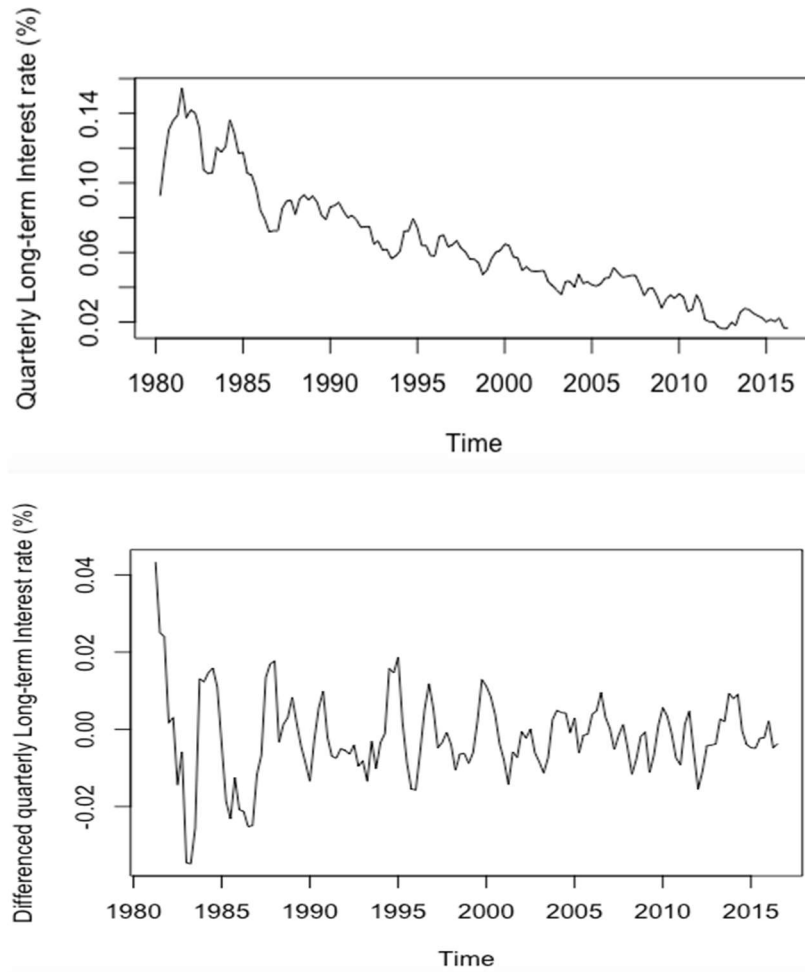 Quarterly Long-term Interest rate (%)
0.14
0.10
0.06
0.02
1980 1985 1990 1995 2000 2005 2010 2015
Time
Differenced quarterly Long-term Interest rate (%)
0.04
0.02
0.00
-0.02
1980 1985 1990 1995 2000 2005 2010 2015
Time